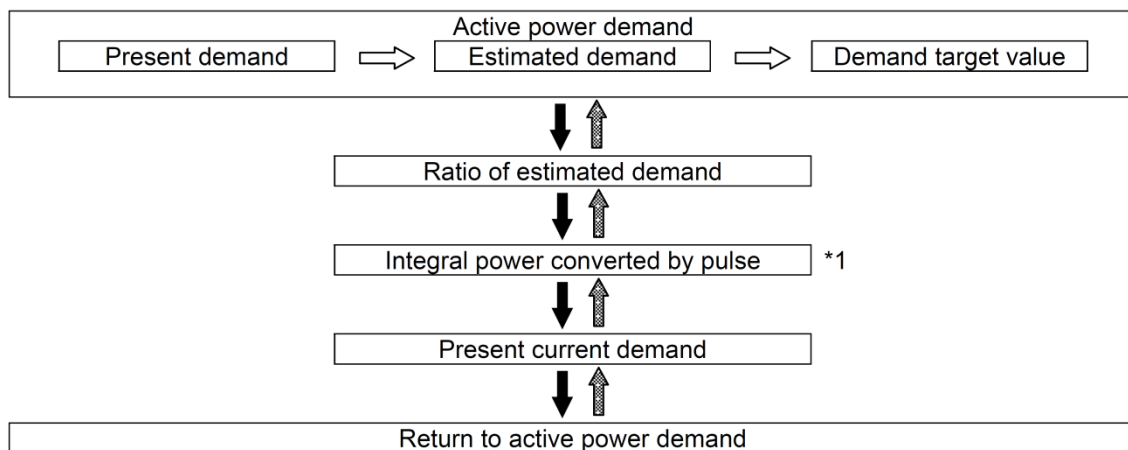 Active power demand
Present demand
Estimated demand
Demand target value
Ratio of estimated demand
Integral power converted by pulse
*1
Present current demand
Return to active power demand